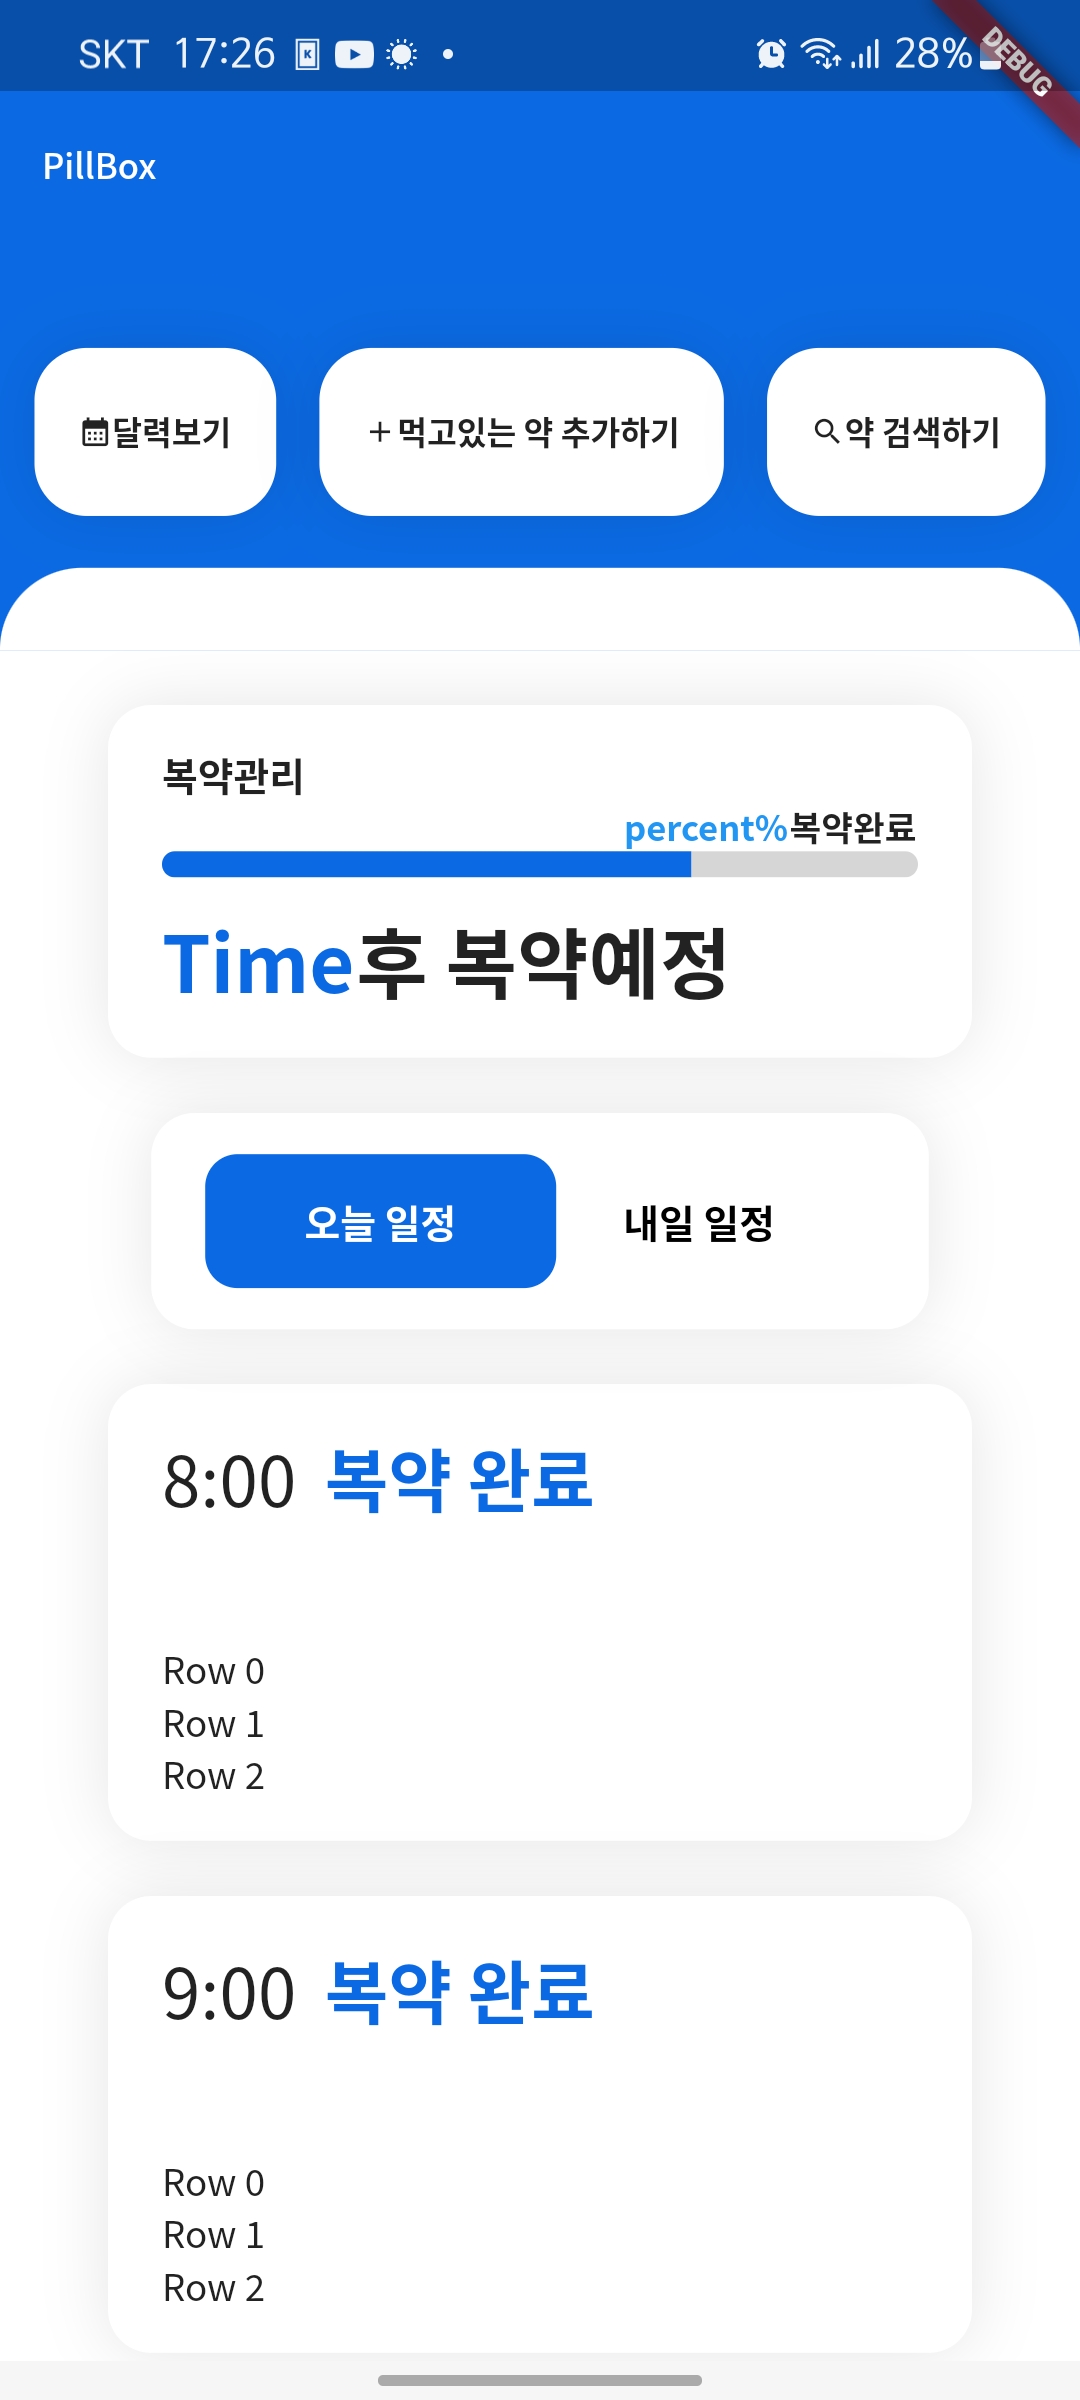 SKT 17:26 28%
DEBUG
PillBox
달력보기
+ 먹고있는 약 추가하기
약 검색하기
복약관리
percent%복약완료
Time후 복약예정
오늘 일정
내일 일정
8:00 복약 완료
Row 0
Row 1
Row 2
9:00 복약 완료
Row 0
Row 1
Row 2